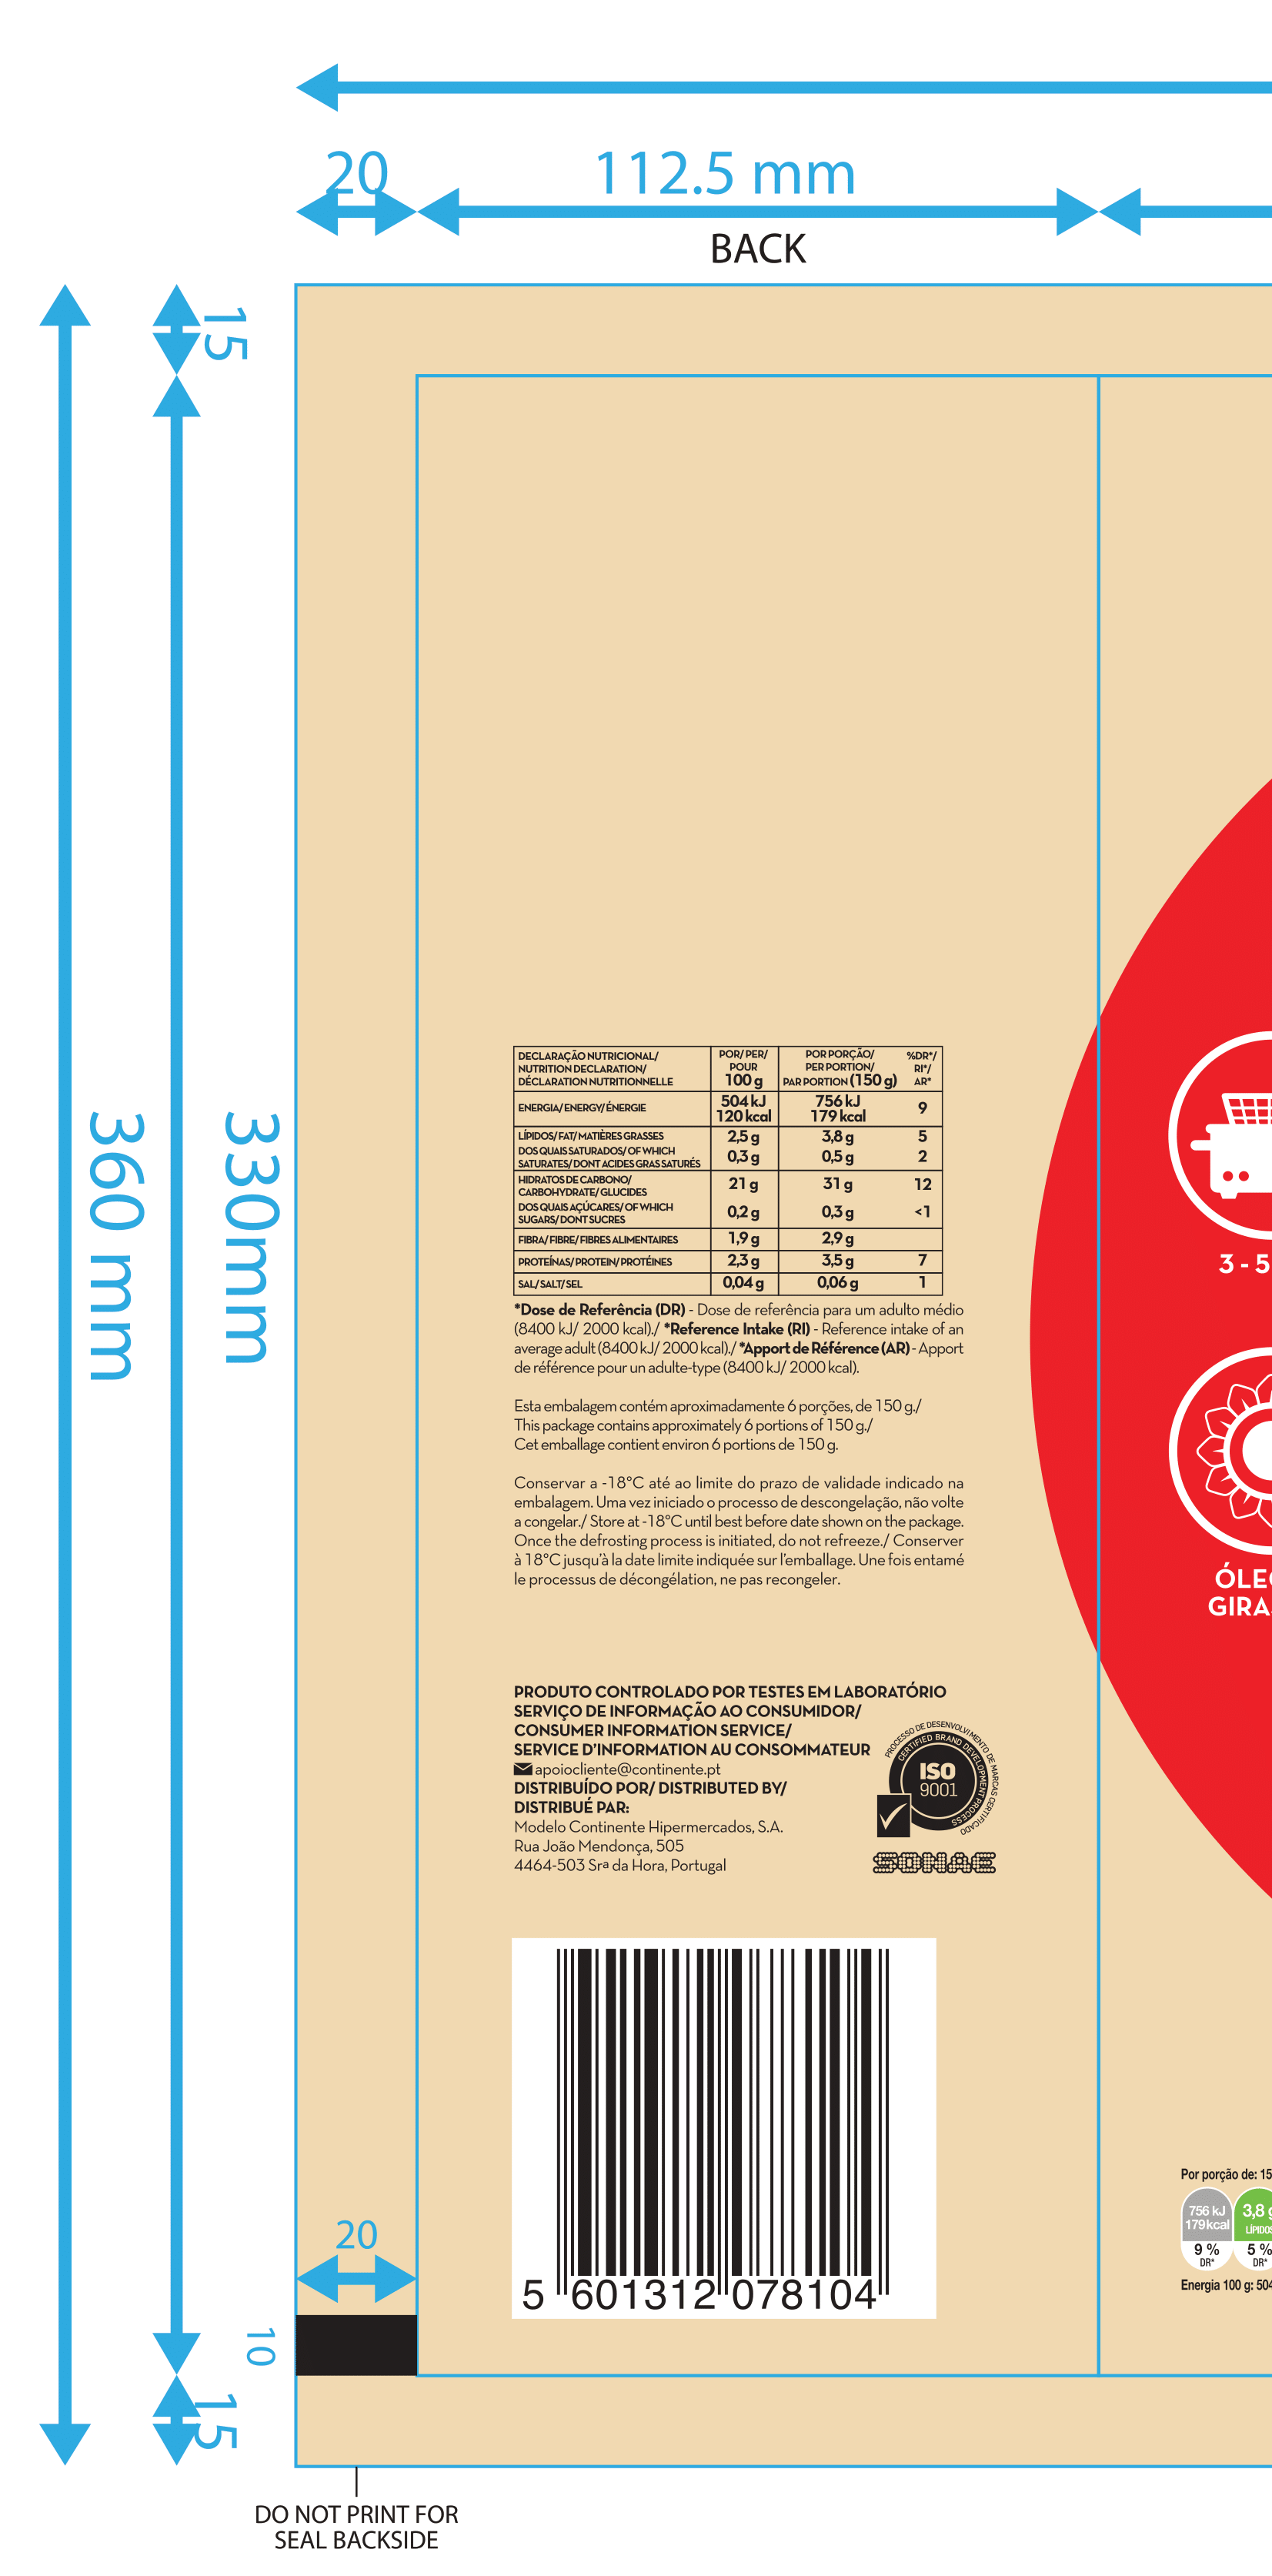 20
112.5 mm
BACK
15
360 mm
330mm
DECLARAÇÃO NUTRICIONAL/
NUTRITION DECLARATION/
DÉCLARATION NUTRITIONNELLE
POR/ PER/
POUR
100 g
POR PORÇÃO/
PER PORTION/
PAR PORTION (150 g)
%DR*/
RI*/
AR*
ENERGIA/ ENERGY/ ÉNERGIE
504 kJ
120 kcal
756 kJ
179 kcal
9
LÍPIDOS/ FAT/ MATIÈRES GRASSES 2,5 g 3,8 g 5
DOS QUAIS SATURADOS/ OF WHICH
SATURATES/ DONT ACIDES GRAS SATURÉS 0,3 g 0,5 g 2
HIDRATOS DE CARBONO/
CARBOHYDRATE/ GLUCIDES 21 g 31 g 12
DOS QUAIS AÇÚCARES/ OF WHICH
SUGARS/ DONT SUCRES 0,2 g 0,3 g <1
FIBRA/ FIBRE/ FIBRES ALIMENTAIRES 1,9 g 2,9 g
PROTEÍNAS/ PROTEIN/ PROTÉINES 2,3 g 3,5 g 7
SAL/ SALT/ SEL 0,04 g 0,06 g 1
*Dose de Referência (DR) - Dose de referência para um adulto médio
(8400 kJ/ 2000 kcal)./ *Reference Intake (RI) - Reference intake of an
average adult (8400 kJ/ 2000 kcal)./ *Apport de Référence (AR) - Apport
de référence pour un adulte-type (8400 kJ/ 2000 kcal).
Esta embalagem contém aproximadamente 6 porções, de 150 g./
This package contains approximately 6 portions of 150 g./
Cet emballage contient environ 6 portions de 150 g.
Conservar a -18°C até ao limite do prazo de validade indicado na
embalagem. Uma vez iniciado o processo de descongelação, não volte
a congelar./ Store at -18°C until best before date shown on the package.
Once the defrosting process is initiated, do not refreeze./ Conserver
à 18°C jusqu'à la date limite indiquée sur l'emballage. Une fois entamé
le processus de décongélation, ne pas recongeler.
PRODUTO CONTROLADO POR TESTES EM LABORATÓRIO
SERVIÇO DE INFORMAÇÃO AO CONSUMIDOR/
CONSUMER INFORMATION SERVICE/
SERVICE D'INFORMATION AU CONSOMMATEUR
apoiocliente@continente.pt
DISTRIBUÍDO POR/ DISTRIBUTED BY/
DISTRIBUÉ PAR:
Modelo Continente Hipermercados, S.A.
Rua João Mendonça, 505
4464-503 Srª da Hora, Portugal
PROCESSO DE DESENVOLVIMENTO DE MARCAS CERTIFICADO
CERTIFIED BRAND DEVELOPMENT PROCESS
ISO
9001
SONAE
5 601312 078104
3 - 5
ÓLE
GIRAS
Por porção de: 15
756 kJ
179 kcal
9 %
DR*
3,8 g
LÍPIDOS
5 %
DR*
Energia 100 g: 504
20
10
15
DO NOT PRINT FOR
SEAL BACKSIDE